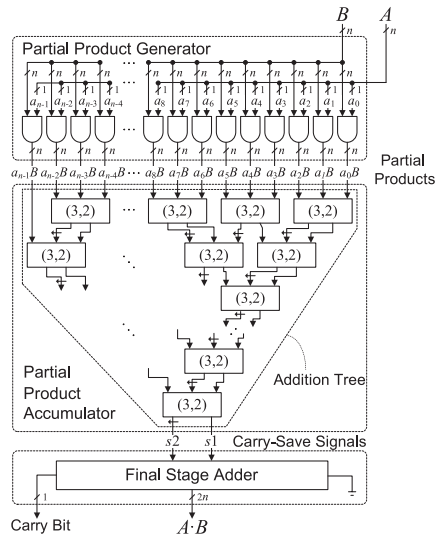 B A
n n
Partial Product Generator
n 1 n 1 n 1 n 1 ... n 1 n 1 n 1 n 1 n 1 n 1 n 1 n 1 n 1
a_{n-1} a_{n-2} a_{n-3} a_{n-4} a_8 a_7 a_6 a_5 a_4 a_3 a_2 a_1 a_0
...
n n n n n n n n n n n n n
a_{n-1}B a_{n-2}B a_{n-3}B a_{n-4}B ... a_8B a_7B a_6B a_5B a_4B a_3B a_2B a_1B a_0B
Partial
Products
(3,2) ... (3,2) (3,2) (3,2)
(3,2) (3,2) (3,2)
(3,2)
(3,2)
(3,2)
Partial
Product
Accumulator
Addition Tree
s2 s1
Carry-Save Signals
Final Stage Adder
1 2n
Carry Bit
A·B